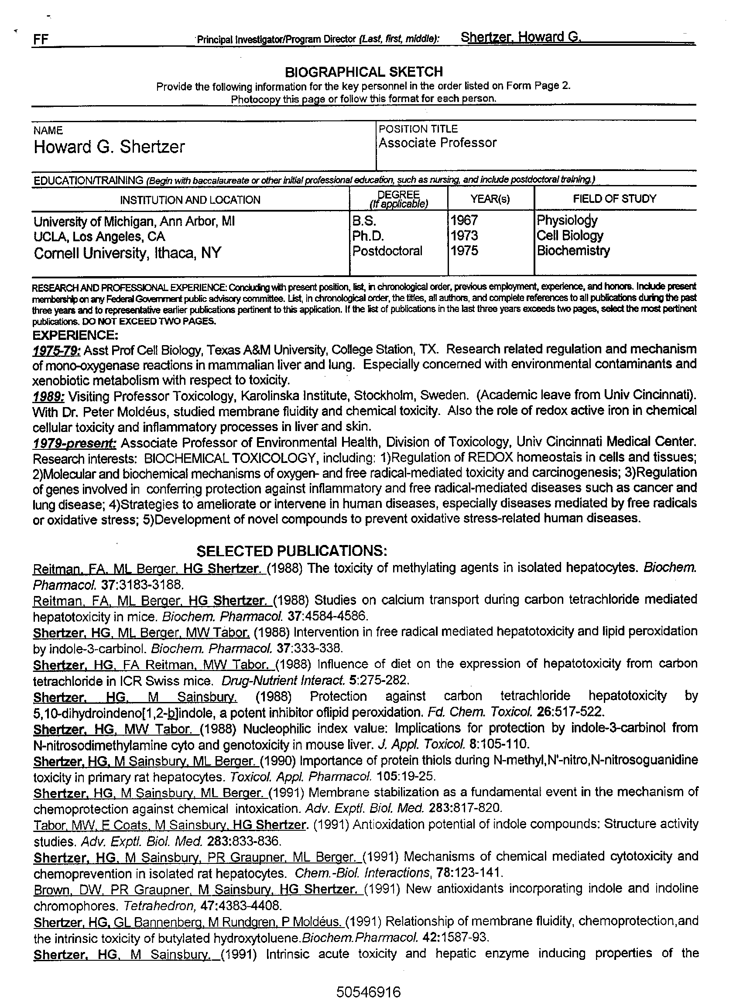 FF Principal Investigator/Program Director (Last, first, middle): Shertzer, Howard G.
BIOGRAPHICAL SKETCH
Provide the following information for the key personnel in the order listed on Form Page 2.
Photocopy this page or follow this format for each person.
NAME
Howard G. Shertzer
POSITION TITLE
Associate Professor
EDUCATION/TRAINING (Begin with baccalaureate or other initial professional education, such as nursing, and include postdoctoral training.)
INSTITUTION AND LOCATION DEGREE (If applicable) YEAR(s) FIELD OF STUDY
University of Michigan, Ann Arbor, MI B.S. 1967 Physiology
UCLA, Los Angeles, CA Ph.D. 1973 Cell Biology
Cornell University, Ithaca, NY Postdoctoral 1975 Biochemistry
RESEARCH AND PROFESSIONAL EXPERIENCE: Concluding with present position, list, in chronological order, previous employment, experience, and honors. Include present
membership on any Federal Government public advisory committee. List, in chronological order, the titles, all authors, and complete references to all publications during the past
three years and to representative earlier publications pertinent to this application. If the list of publications in the last three years exceeds two pages, select the most pertinent
publications. DO NOT EXCEED TWO PAGES.
EXPERIENCE:
1975-79: Asst Prof Cell Biology, Texas A&M University, College Station, TX. Research related regulation and mechanism
of mono-oxygenase reactions in mammalian liver and lung. Especially concerned with environmental contaminants and
xenobiotic metabolism with respect to toxicity.
1989: Visiting Professor Toxicology, Karolinska Institute, Stockholm, Sweden. (Academic leave from Univ Cincinnati).
With Dr. Peter Moldéus, studied membrane fluidity and chemical toxicity. Also the role of redox active iron in chemical
cellular toxicity and inflammatory processes in liver and skin.
1979-present: Associate Professor of Environmental Health, Division of Toxicology, Univ Cincinnati Medical Center.
Research interests: BIOCHEMICAL TOXICOLOGY, including: 1)Regulation of REDOX homeostais in cells and tissues;
2)Molecular and biochemical mechanisms of oxygen- and free radical-mediated toxicity and carcinogenesis; 3)Regulation
of genes involved in conferring protection against inflammatory and free radical-mediated diseases such as cancer and
lung disease; 4)Strategies to ameliorate or intervene in human diseases, especially diseases mediated by free radicals
or oxidative stress; 5)Development of novel compounds to prevent oxidative stress-related human diseases.
SELECTED PUBLICATIONS:
Reitman, FA, ML Berger, HG Shertzer. (1988) The toxicity of methylating agents in isolated hepatocytes. Biochem.
Pharmacol. 37:3183-3188.
Reitman, FA, ML Berger, HG Shertzer. (1988) Studies on calcium transport during carbon tetrachloride mediated
hepatotoxicity in mice. Biochem. Pharmacol. 37:4584-4586.
Shertzer, HG, ML Berger, MW Tabor. (1988) Intervention in free radical mediated hepatotoxicity and lipid peroxidation
by indole-3-carbinol. Biochem. Pharmacol. 37:333-338.
Shertzer, HG, FA Reitman, MW Tabor. (1988) Influence of diet on the expression of hepatotoxicity from carbon
tetrachloride in ICR Swiss mice. Drug-Nutrient Interact. 5:275-282.
Shertzer, HG, M Sainsbury. (1988) Protection against carbon tetrachloride hepatotoxicity by
5,10-dihydroindeno[1,2-b]indole, a potent inhibitor oflipid peroxidation. Fd. Chem. Toxicol. 26:517-522.
Shertzer, HG, MW Tabor. (1988) Nucleophilic index value: Implications for protection by indole-3-carbinol from
N-nitrosodimethylamine cyto and genotoxicity in mouse liver. J. Appl. Toxicol. 8:105-110.
Shertzer, HG, M Sainsbury, ML Berger. (1990) Importance of protein thiols during N-methyl,N'-nitro,N-nitrosoguanidine
toxicity in primary rat hepatocytes. Toxicol. Appl. Pharmacol. 105:19-25.
Shertzer, HG, M Sainsbury, ML Berger. (1991) Membrane stabilization as a fundamental event in the mechanism of
chemoprotection against chemical intoxication. Adv. Exptl. Biol. Med. 283:817-820.
Tabor, MW, E Coats, M Sainsbury, HG Shertzer. (1991) Antioxidation potential of indole compounds: Structure activity
studies. Adv. Exptl. Biol. Med. 283:833-836.
Shertzer, HG, M Sainsbury, PR Graupner, ML Berger. (1991) Mechanisms of chemical mediated cytotoxicity and
chemoprevention in isolated rat hepatocytes. Chem.-Biol. Interactions, 78:123-141.
Brown, DW, PR Graupner, M Sainsbury, HG Shertzer. (1991) New antioxidants incorporating indole and indoline
chromophores. Tetrahedron, 47:4383-4408.
Shertzer, HG, GL Bannenberg, M Rundgren, P Moldéus. (1991) Relationship of membrane fluidity, chemoprotection,and
the intrinsic toxicity of butylated hydroxytoluene.Biochem.Pharmacol. 42:1587-93.
Shertzer, HG, M Sainsbury, (1991) Intrinsic acute toxicity and hepatic enzyme inducing properties of the
50546916